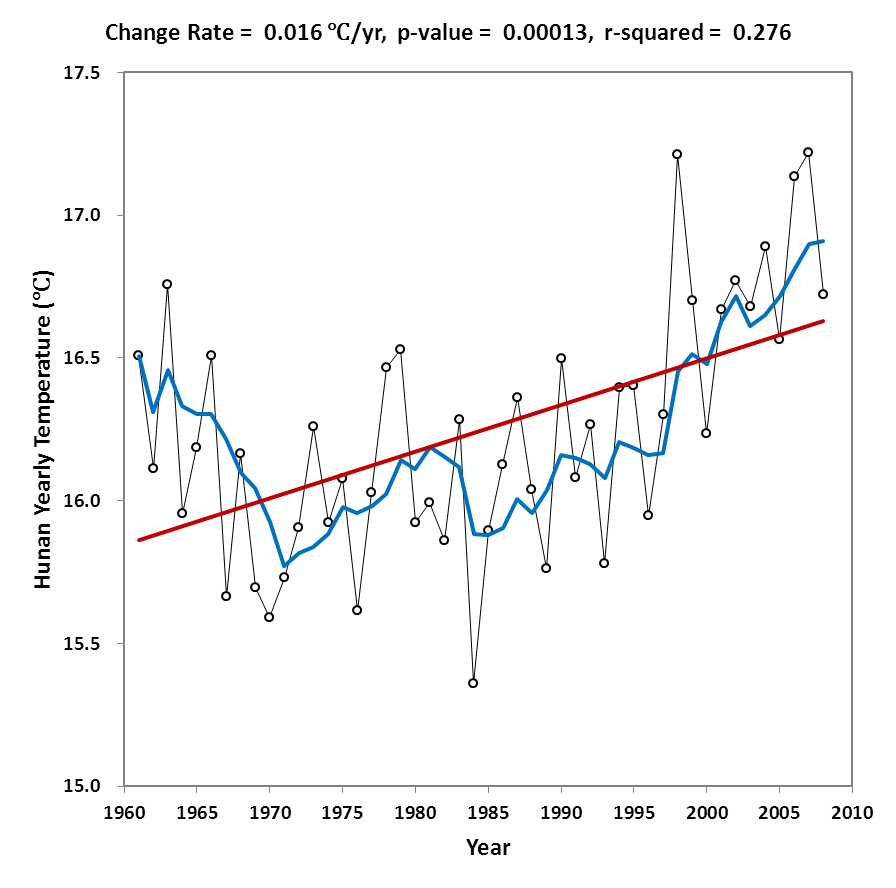 Change Rate = 0.016 ℃/yr, p-value = 0.00013, r-squared = 0.276
17.5
17.0
16.5
16.0
15.5
15.0
Hunan Yearly Temperature (℃)
1960 1965 1970 1975 1980 1985 1990 1995 2000 2005 2010
Year